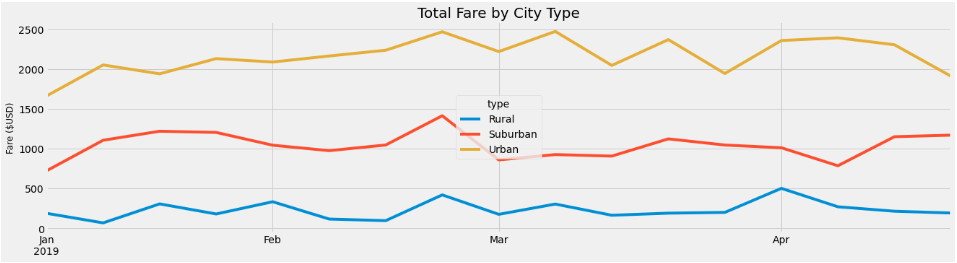 Total Fare by City Type
Fare ($USD)
2500
2000
1500
1000
500
0
type
Rural
Suburban
Urban
Jan
2019
Feb
Mar
Apr